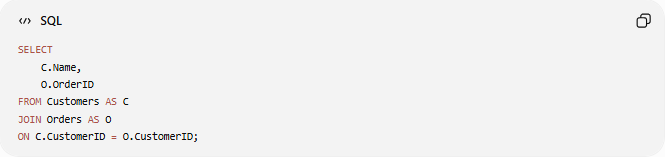 SQL
SELECT
    C.Name,
    O.OrderID
FROM Customers AS C
JOIN Orders AS O
ON C.CustomerID = O.CustomerID;